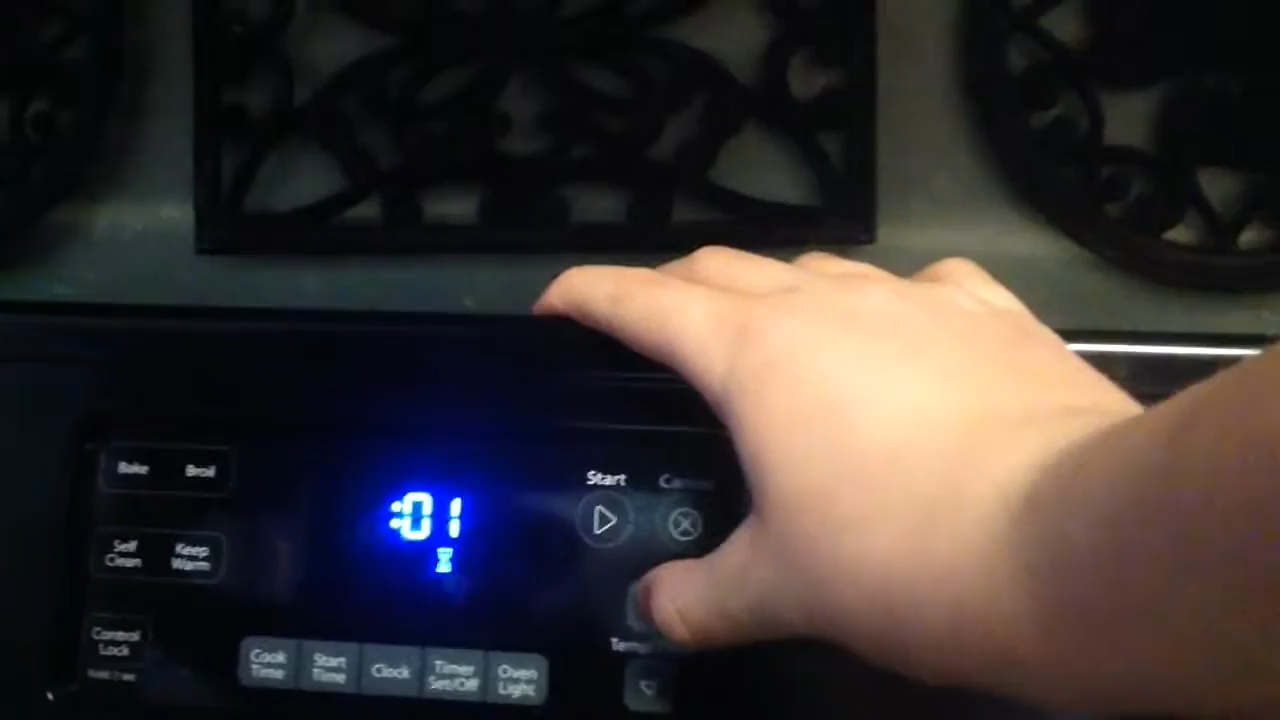 Bake Broil
:01
Start
Self Clean
Keep Warm
Control Lock
Cook Time
Start Time
Clock
Timer Set/Off
Oven Light